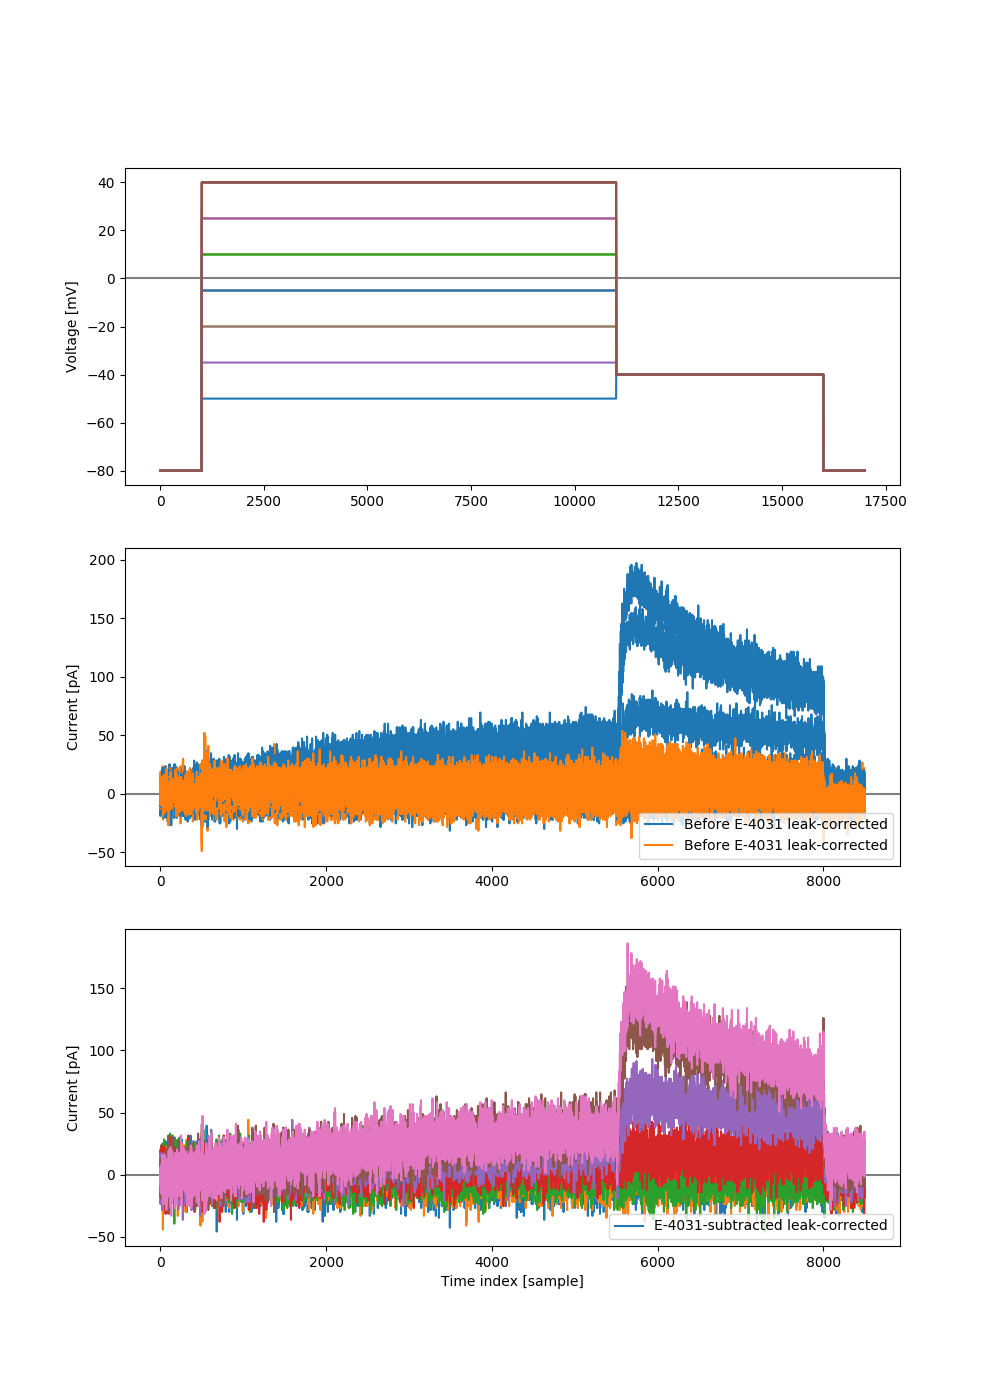 40
20
0
−20
−40
−60
−80
Voltage [mV]
0 2500 5000 7500 10000 12500 15000 17500
200
150
100
50
0
−50
Current [pA]
Before E-4031 leak-corrected
Before E-4031 leak-corrected
0 2000 4000 6000 8000
150
100
50
0
−50
Current [pA]
E-4031-subtracted leak-corrected
0 2000 4000 6000 8000
Time index [sample]